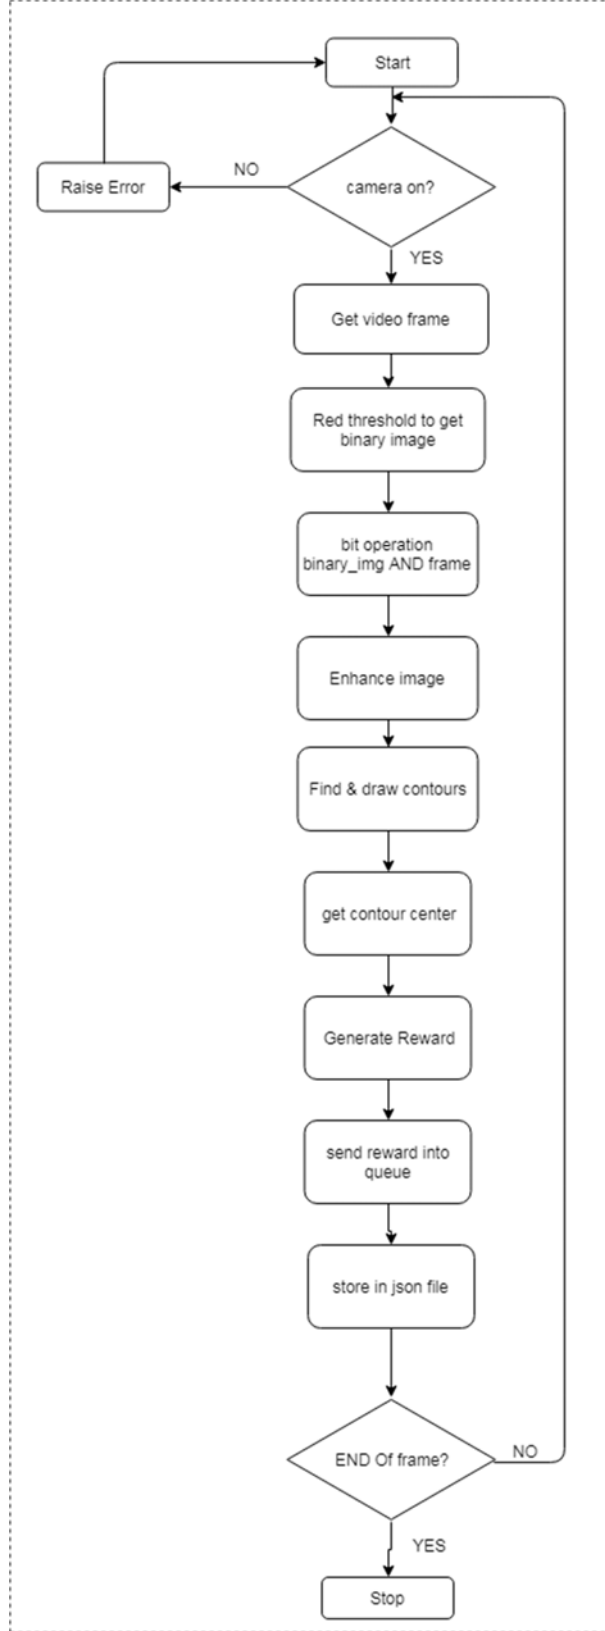 Start
camera on?
NO
Raise Error
YES
Get video frame
Red threshold to get
binary image
bit operation
binary_img AND frame
Enhance image
Find & draw contours
get contour center
Generate Reward
send reward into
queue
store in json file
END Of frame?
NO
YES
Stop